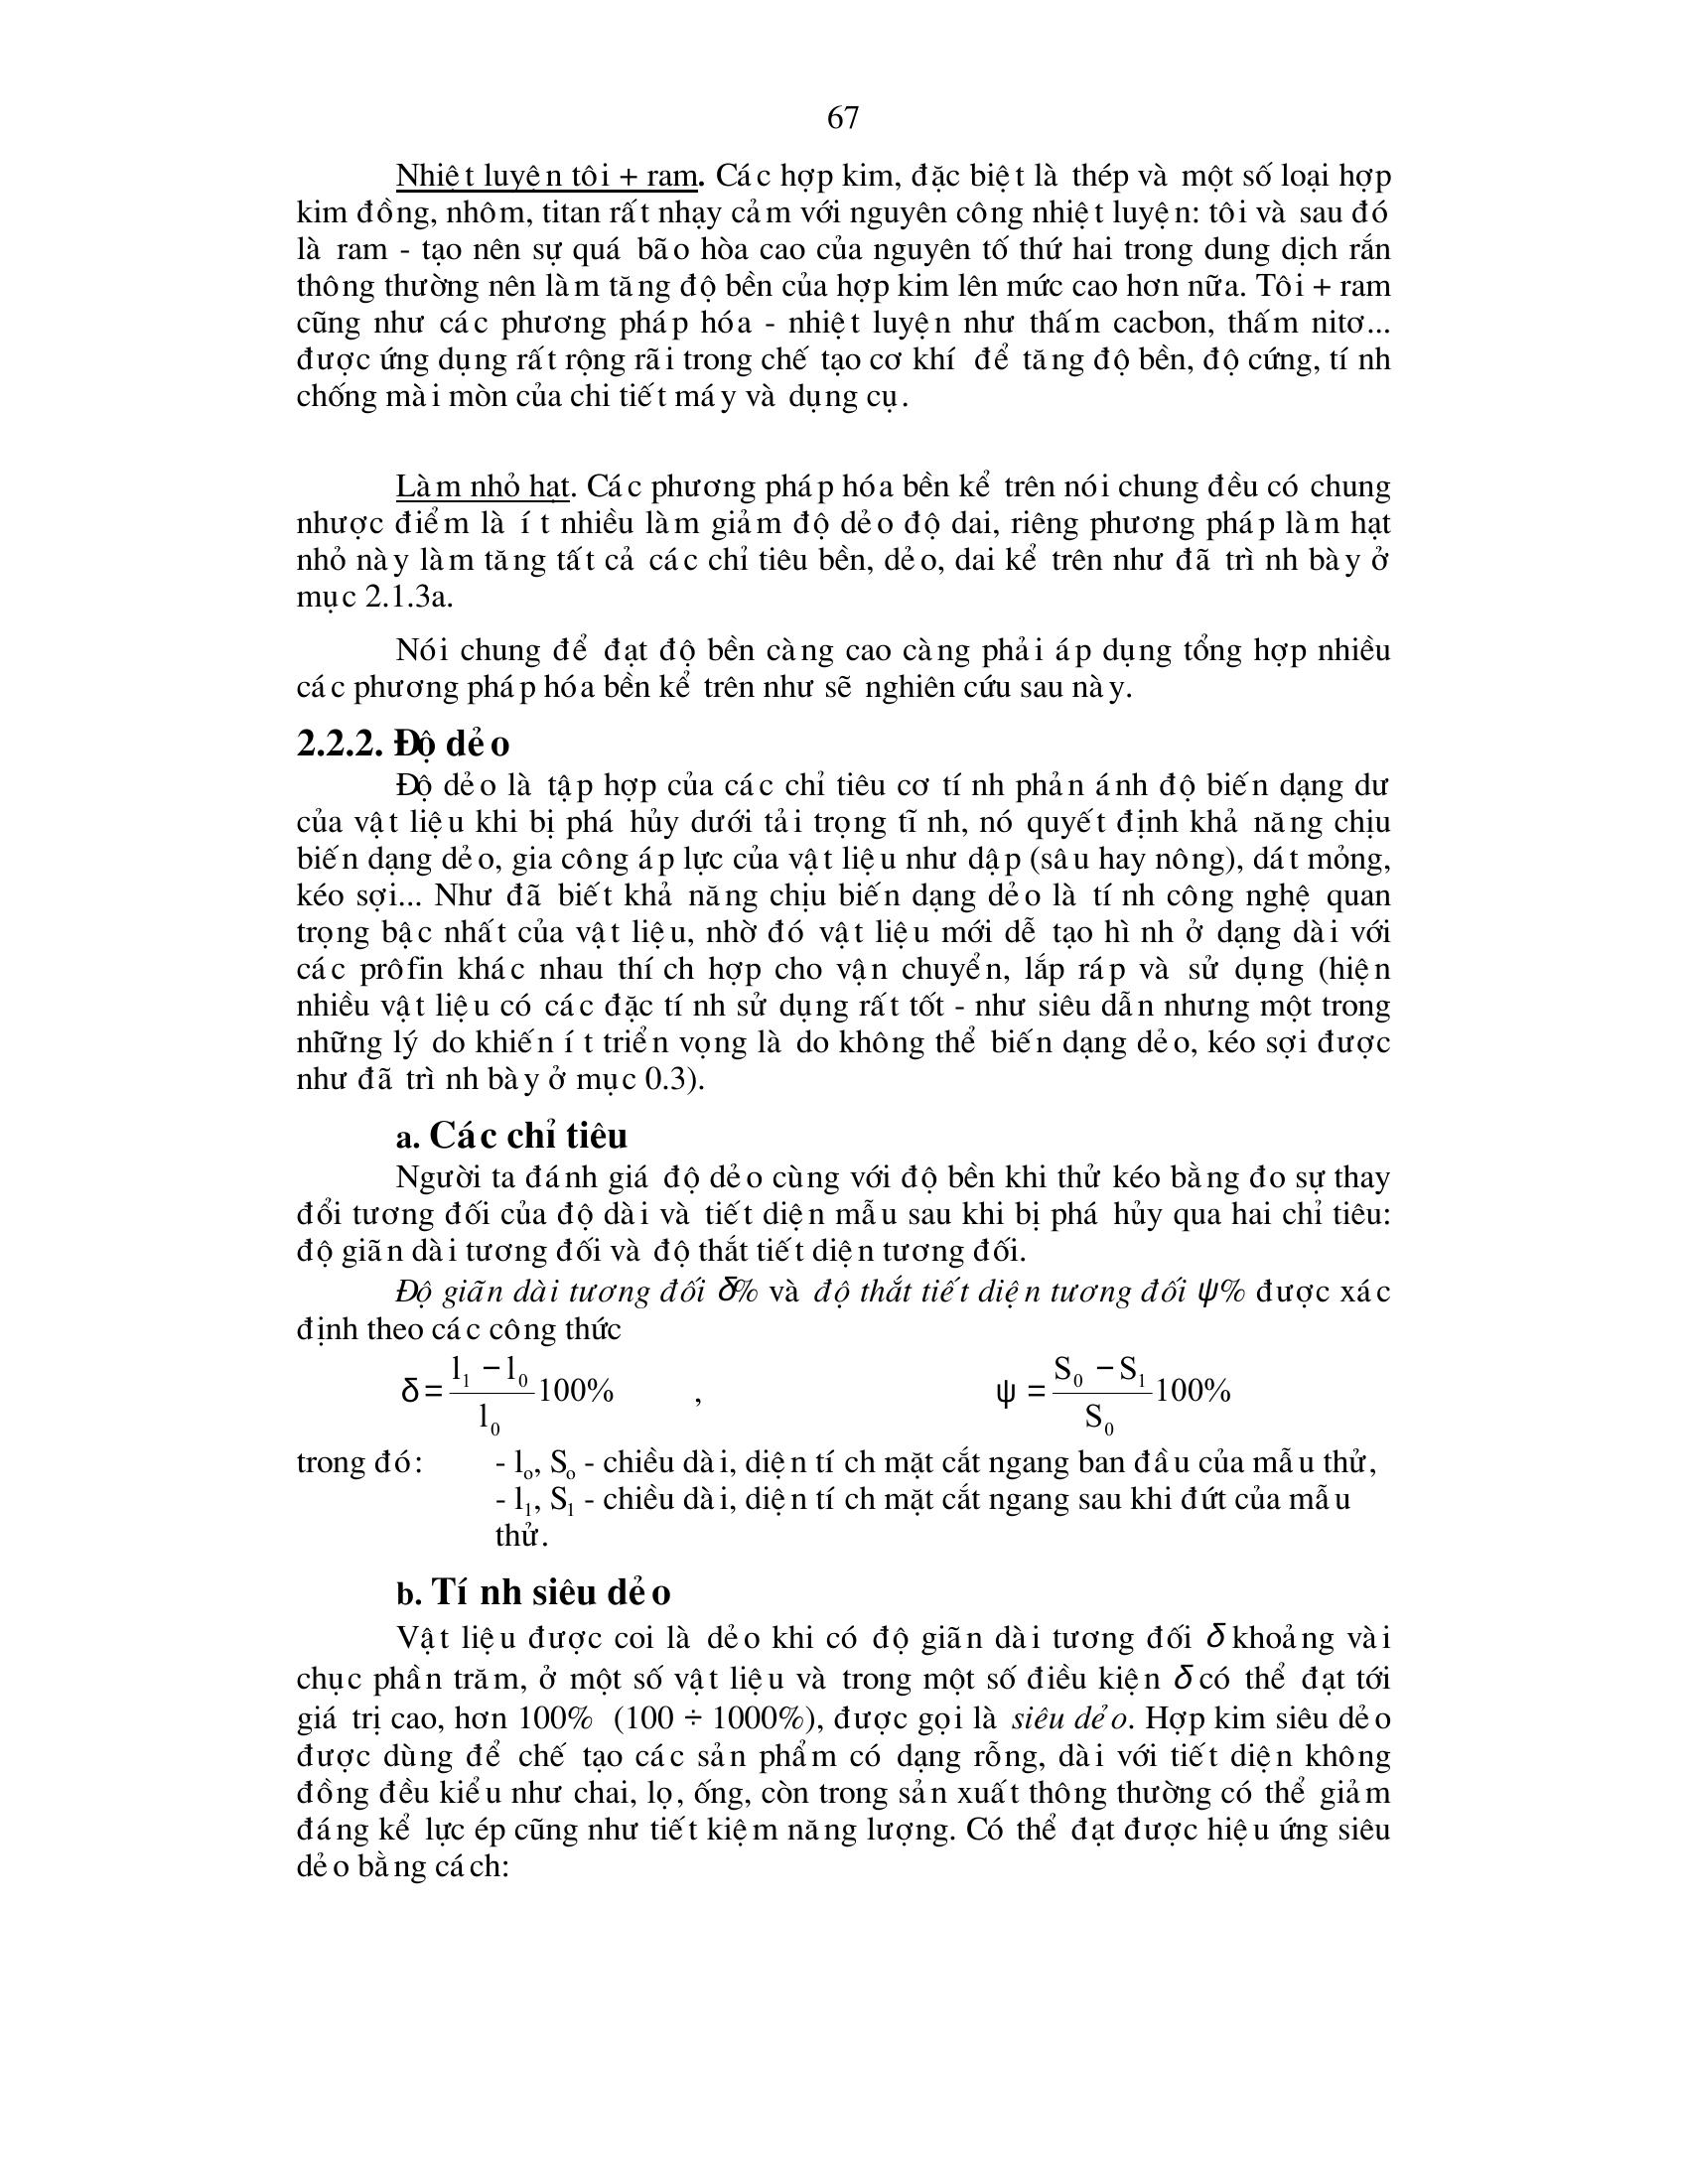 67
Nhiệt luyện tôi + ram. Các hợp kim, đặc biệt là thép và một số loại hợp
kim đồng, nhôm, titan rất nhạy cảm với nguyên công nhiệt luyện: tôi và sau đó
là ram - tạo nên sự quá bão hòa cao của nguyên tố thứ hai trong dung dịch rắn
thông thường nên làm tăng độ bền của hợp kim lên mức cao hơn nữa. Tôi + ram
cũng như các phương pháp hóa - nhiệt luyện như thấm cacbon, thấm nitơ...
được ứng dụng rất rộng rãi trong chế tạo cơ khí để tăng độ bền, độ cứng, tính
chống mài mòn của chi tiết máy và dụng cụ.
Làm nhỏ hạt. Các phương pháp hóa bền kể trên nói chung đều có chung
nhược điểm là ít nhiều làm giảm độ dẻo độ dai, riêng phương pháp làm hạt
nhỏ này làm tăng tất cả các chỉ tiêu bền, dẻo, dai kể trên như đã trình bày ở
mục 2.1.3a.
Nói chung để đạt độ bền càng cao càng phải áp dụng tổng hợp nhiều
các phương pháp hóa bền kể trên như sẽ nghiên cứu sau này.
2.2.2. Độ dẻo
Độ dẻo là tập hợp của các chỉ tiêu cơ tính phản ánh độ biến dạng dư
của vật liệu khi bị phá hủy dưới tải trọng tĩnh, nó quyết định khả năng chịu
biến dạng dẻo, gia công áp lực của vật liệu như dập (sâu hay nông), dát mỏng,
kéo sợi... Như đã biết khả năng chịu biến dạng dẻo là tính công nghệ quan
trọng bậc nhất của vật liệu, nhờ đó vật liệu mới dễ tạo hình ở dạng dài với
các prôfin khác nhau thích hợp cho vận chuyển, lắp ráp và sử dụng (hiện
nhiều vật liệu có các đặc tính sử dụng rất tốt - như siêu dẫn nhưng một trong
những lý do khiến ít triển vọng là do không thể biến dạng dẻo, kéo sợi được
như đã trình bày ở mục 0.3).
a. Các chỉ tiêu
Người ta đánh giá độ dẻo cùng với độ bền khi thử kéo bằng đo sự thay
đổi tương đối của độ dài và tiết diện mẫu sau khi bị phá hủy qua hai chỉ tiêu:
độ giãn dài tương đối và độ thắt tiết diện tương đối.
Độ giãn dài tương đối δ% và độ thắt tiết diện tương đối ψ% được xác
định theo các công thức
δ = (l₁ − l₀)/l₀ 100% , ψ = (S₀ − S₁)/S₀ 100%
trong đó: - lₒ, Sₒ - chiều dài, diện tích mặt cắt ngang ban đầu của mẫu thử,
- l₁, S₁ - chiều dài, diện tích mặt cắt ngang sau khi đứt của mẫu
thử.
b. Tính siêu dẻo
Vật liệu được coi là dẻo khi có độ giãn dài tương đối δ khoảng vài
chục phần trăm, ở một số vật liệu và trong một số điều kiện δ có thể đạt tới
giá trị cao, hơn 100% (100 ÷ 1000%), được gọi là siêu dẻo. Hợp kim siêu dẻo
được dùng để chế tạo các sản phẩm có dạng rỗng, dài với tiết diện không
đồng đều kiểu như chai, lọ, ống, còn trong sản xuất thông thường có thể giảm
đáng kể lực ép cũng như tiết kiệm năng lượng. Có thể đạt được hiệu ứng siêu
dẻo bằng cách: